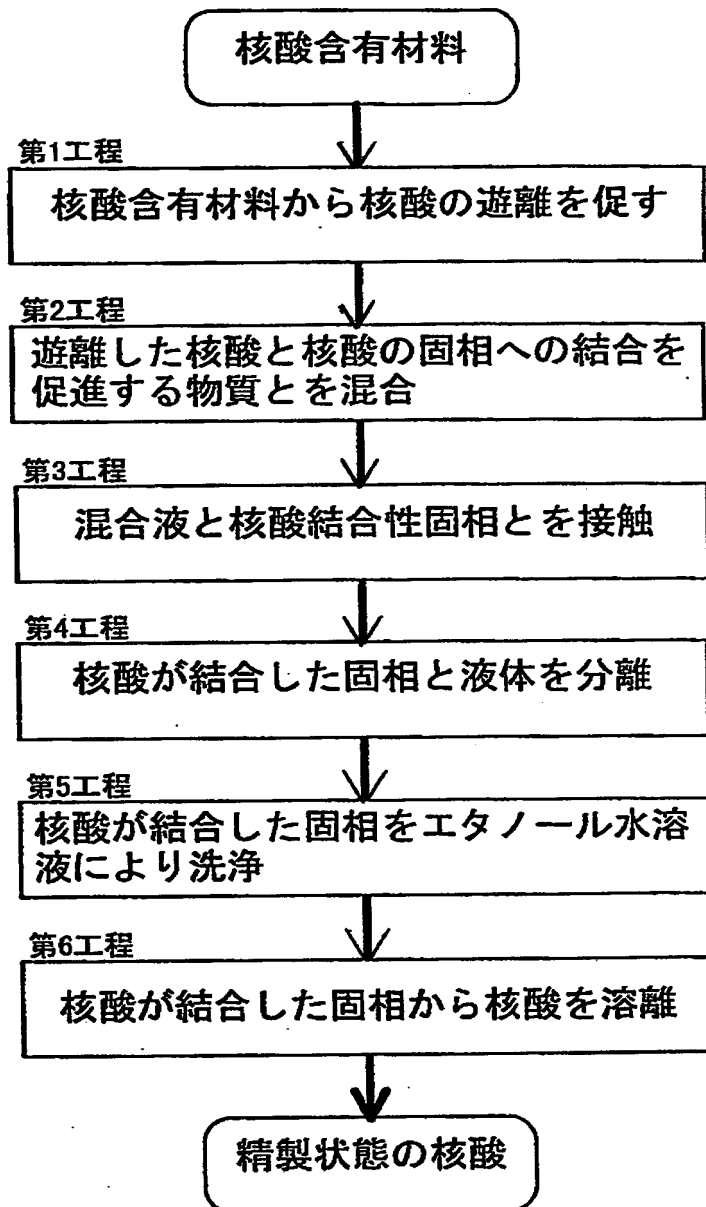 核酸含有材料
第1工程
核酸含有材料から核酸の遊離を促す
第2工程
遊離した核酸と核酸の固相への結合を
促進する物質とを混合
第3工程
混合液と核酸結合性固相とを接触
第4工程
核酸が結合した固相と液体を分離
第5工程
核酸が結合した固相をエタノール水溶
液により洗浄
第6工程
核酸が結合した固相から核酸を溶離
精製状態の核酸